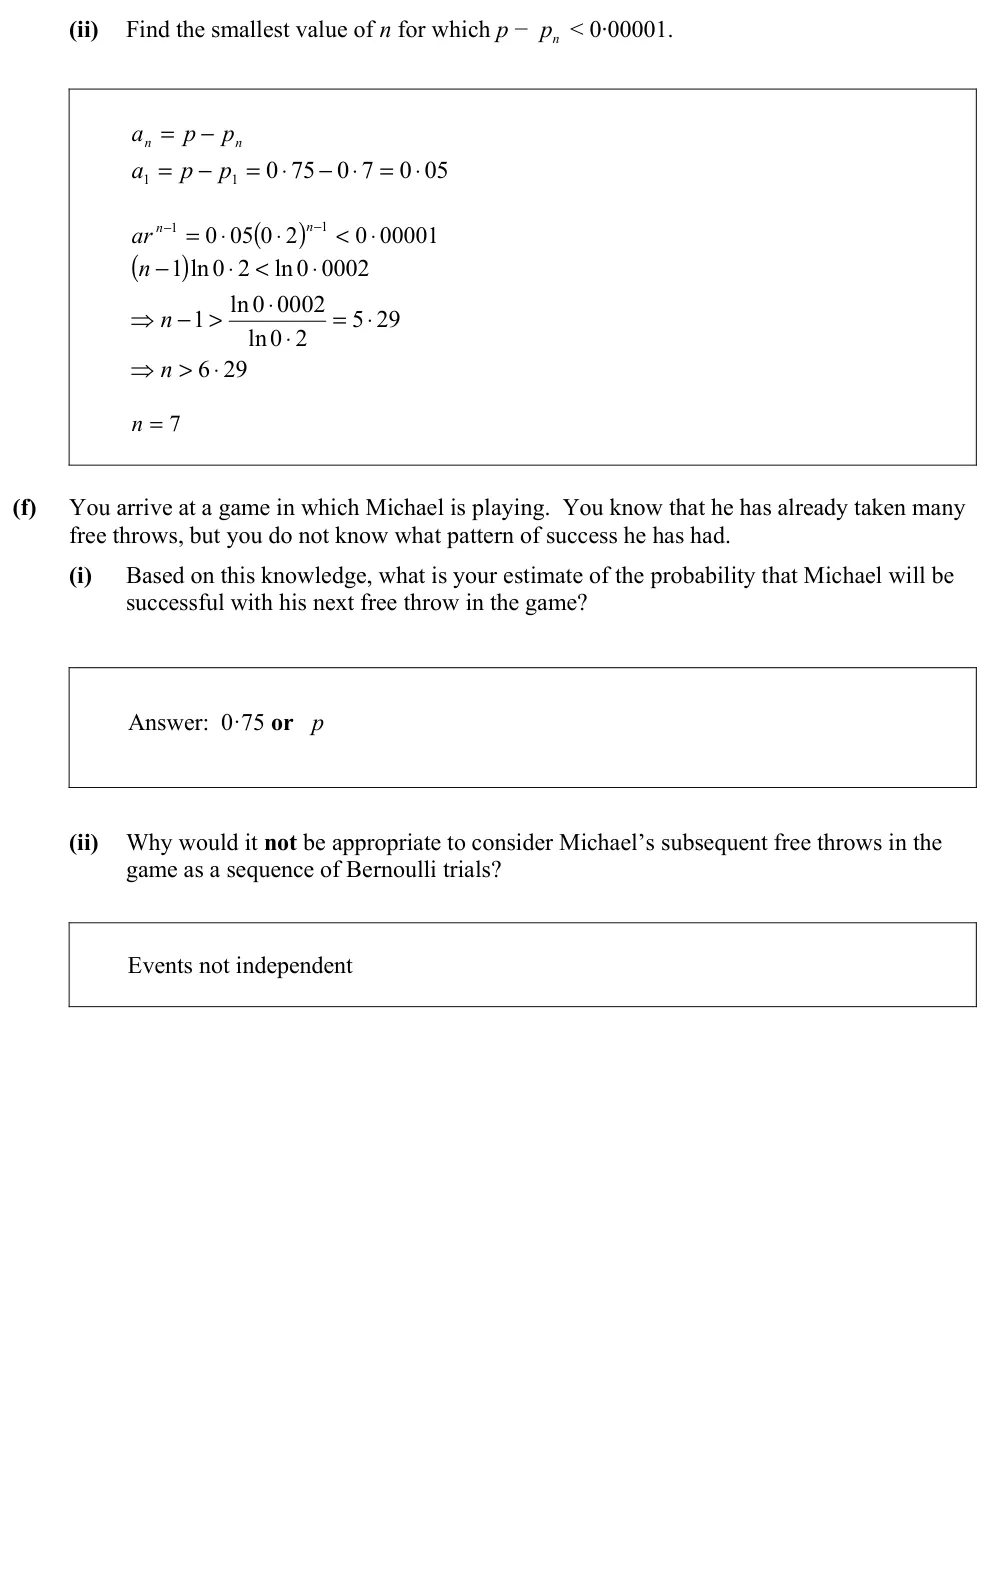 (ii) Find the smallest value of n for which p − pₙ < 0·00001.
aₙ = p − pₙ
a₁ = p − p₁ = 0·75 − 0·7 = 0·05
arⁿ⁻¹ = 0·05(0·2)ⁿ⁻¹ < 0·00001
(n − 1)ln 0·2 < ln 0·0002
⇒ n − 1 > ln 0·0002 / ln 0·2 = 5·29
⇒ n > 6·29
n = 7
(f) You arrive at a game in which Michael is playing. You know that he has already taken many
free throws, but you do not know what pattern of success he has had.
(i) Based on this knowledge, what is your estimate of the probability that Michael will be
successful with his next free throw in the game?
Answer: 0·75 or p
(ii) Why would it not be appropriate to consider Michael’s subsequent free throws in the
game as a sequence of Bernoulli trials?
Events not independent